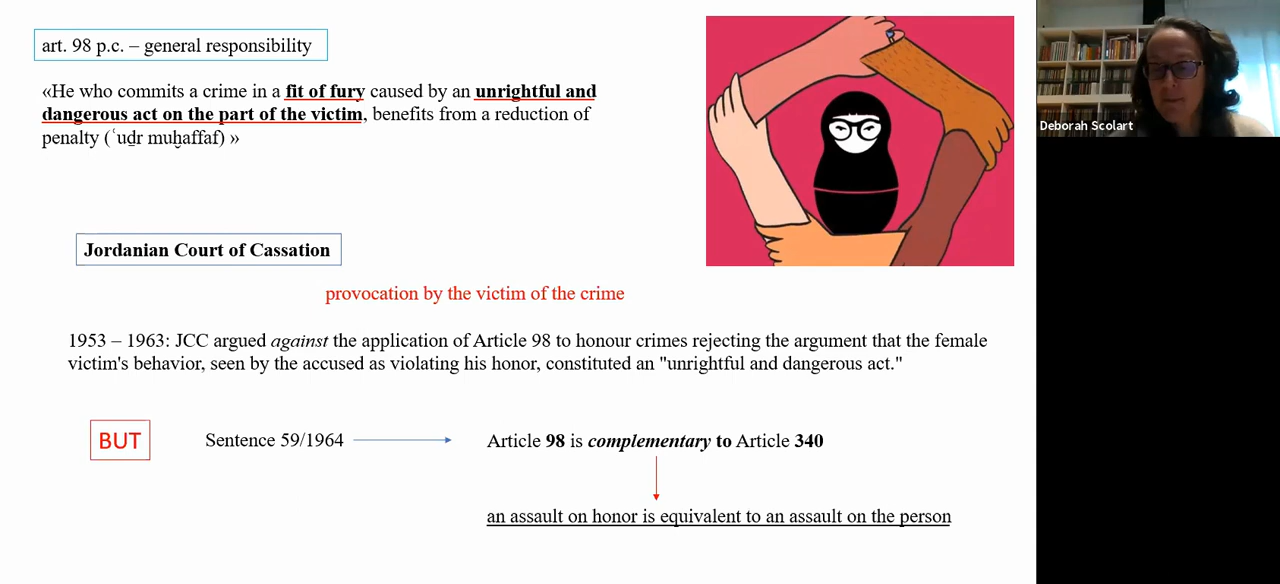 art. 98 p.c. – general responsibility
«He who commits a crime in a fit of fury caused by an unrightful and
dangerous act on the part of the victim, benefits from a reduction of
penalty (ʿuḏr muḫaffaf) »
Deborah Scolart
Jordanian Court of Cassation
provocation by the victim of the crime
1953 – 1963: JCC argued against the application of Article 98 to honour crimes rejecting the argument that the female
victim's behavior, seen by the accused as violating his honor, constituted an "unrightful and dangerous act."
BUT
Sentence 59/1964
Article 98 is complementary to Article 340
an assault on honor is equivalent to an assault on the person